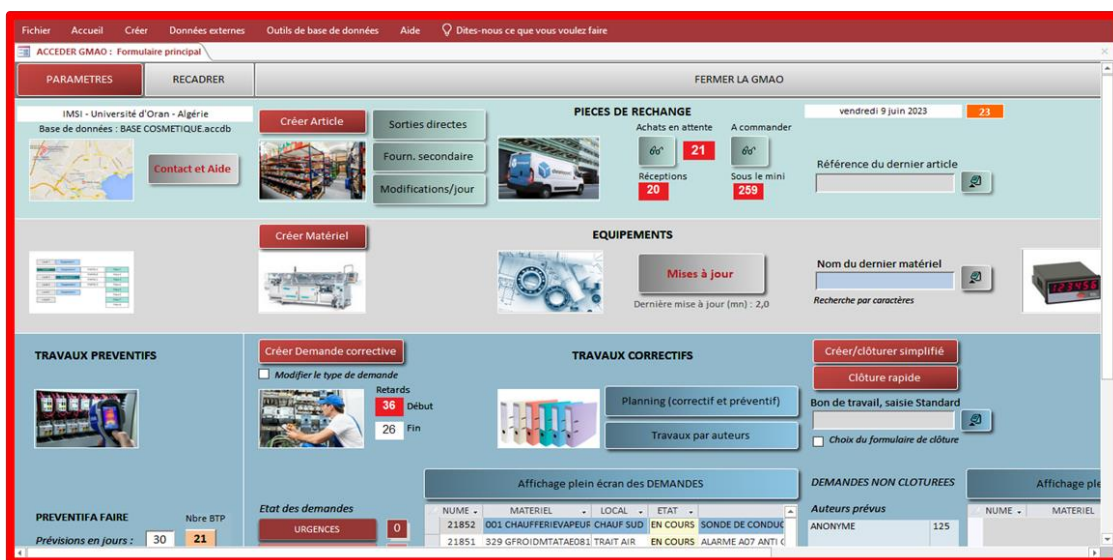 Fichier Accueil Créer Données externes Outils de base de données Aide Dites-nous ce que vous voulez faire
ACCEDER GMAO : Formulaire principal
PARAMETRES RECADRER FERMER LA GMAO
IMSI - Université d'Oran - Algérie
Base de données : BASE COSMETIQUE.accdb
Contact et Aide
Créer Article
Sorties directes
Fourn. secondaire
Modifications/jour
PIECES DE RECHANGE
Achats en attente A commander
21
Réceptions Sous le mini
20 259
vendredi 9 juin 2023 23
Référence du dernier article
Créer Matériel
EQUIPEMENTS
Mises à jour
Dernière mise à jour (mn) : 2,0
Nom du dernier matériel
Recherche par caractères
123456
TRAVAUX PREVENTIFS
Créer Demande corrective
Modifier le type de demande
Retards
36 Début
26 Fin
TRAVAUX CORRECTIFS
Planning (correctif et préventif)
Travaux par auteurs
Créer/clôturer simplifié
Clôture rapide
Bon de travail, saisie Standard
Choix du formulaire de clôture
PREVENTIF A FAIRE Nbre BTP
Prévisions en jours : 30 21
Etat des demandes
URGENCES 0
Affichage plein écran des DEMANDES
NUME MATERIEL LOCAL ETAT
21852 001 CHAUFFERIEVAPEUF CHAUF SUD EN COURS SONDE DE CONDUC
21851 329 GFROIDMTATAE081 TRAIT AIR EN COURS ALARME A07 ANTI
DEMANDES NON CLOTUREES
Auteurs prévus
ANONYME 125
Affichage ple
NUME MATERIEL